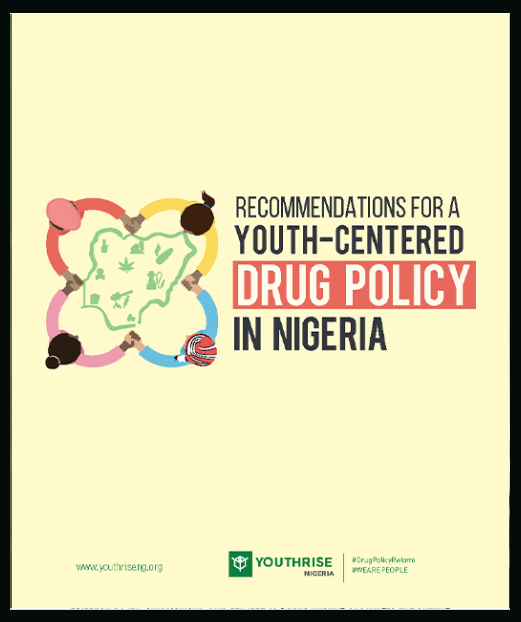 RECOMMENDATIONS FOR A
YOUTH-CENTERED
DRUG POLICY
IN NIGERIA
www.youthriseng.org
YOUTHRISE
NIGERIA
#DrugPolicyReform
#WEAREPEOPLE